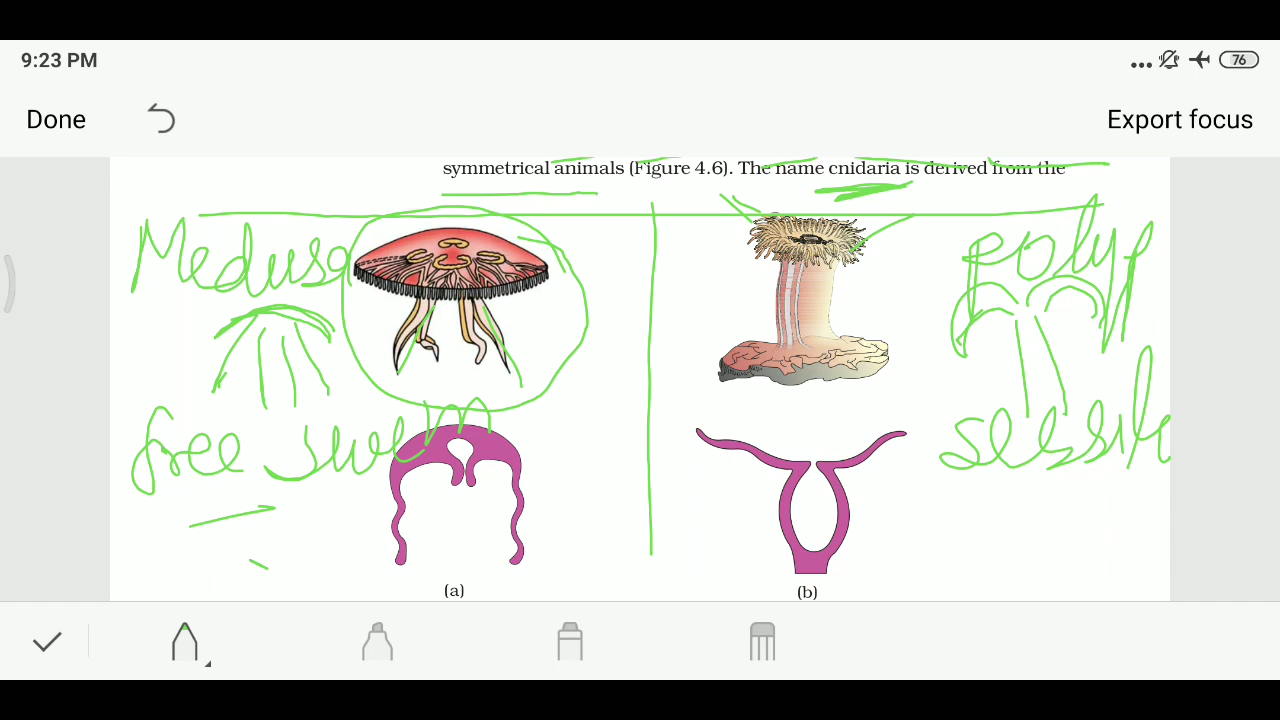 9:23 PM
76
Done
Export focus
symmetrical animals (Figure 4.6). The name cnidaria is derived from the
Medusa
polyp
free swem
sessile
(a)
(b)